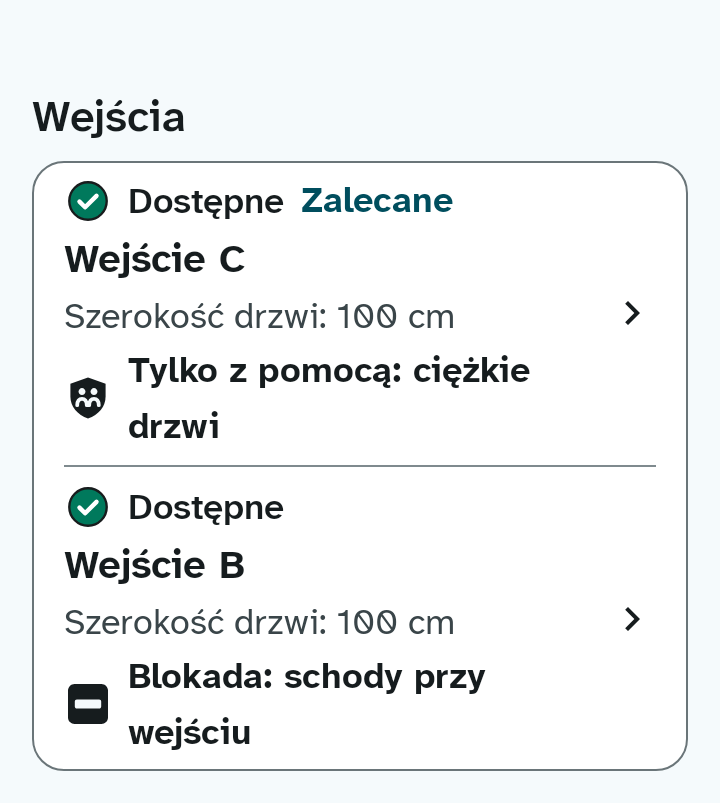 Wejścia
Dostępne Zalecane
Wejście C
Szerokość drzwi: 100 cm
Tylko z pomocą: ciężkie
drzwi
Dostępne
Wejście B
Szerokość drzwi: 100 cm
Blokada: schody przy
wejściu